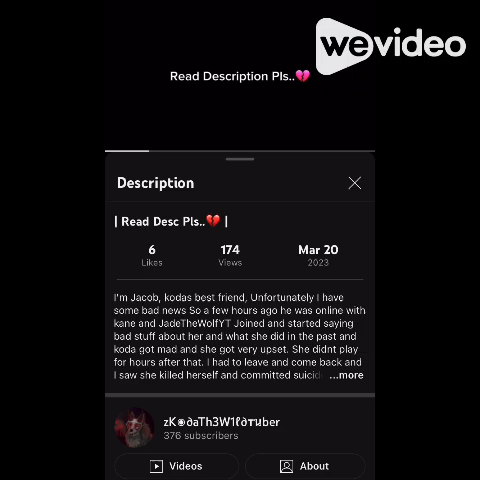 wevideo
Read Description Pls..💔
Description
| Read Desc Pls..💔 |
6 174 Mar 20
Likes Views 2023
I'm Jacob, kodas best friend, Unfortunately I have
some bad news So a few hours ago he was online with
kane and JadeTheWolfYT Joined and started saying
bad stuff about her and what she did in the past and
koda got mad and she got very upset. She didnt play
for hours after that. I had to leave and come back and
I saw she killed herself and committed suicid ...more
zK◉∂aTh3W1ℓ∂тuber
376 subscribers
Videos About